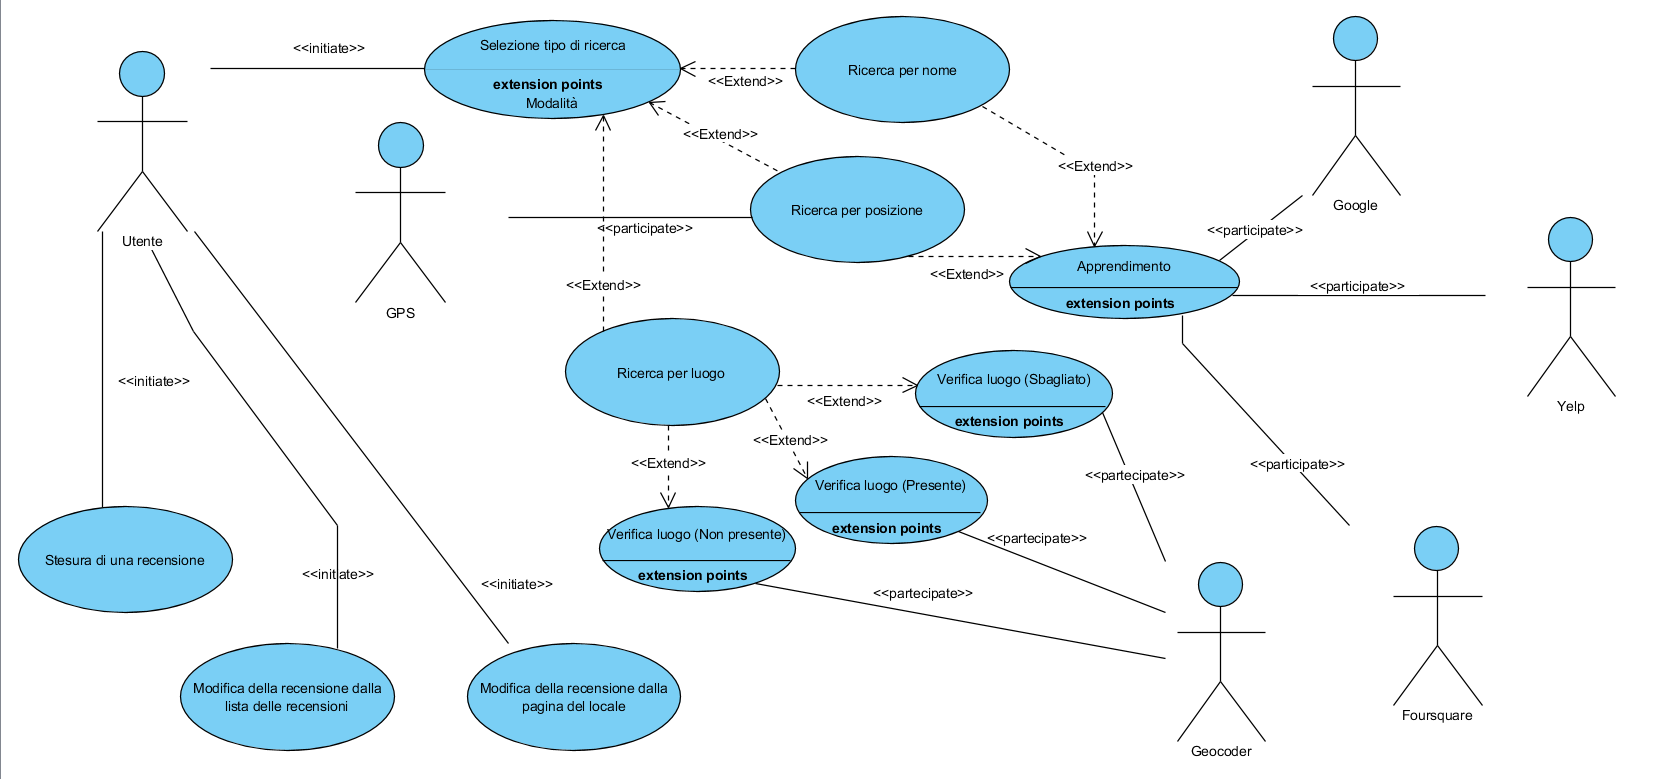 <<initiate>>
Selezione tipo di ricerca
extension points
Modalità
<<Extend>>
Ricerca per nome
<<Extend>>
<<Extend>>
Google
Ricerca per posizione
<<participate>>
<<participate>>
Utente
Apprendimento
extension points
<<Extend>>
<<Extend>>
<<participate>>
GPS
Ricerca per luogo
<<initiate>>
Verifica luogo (Sbagliato)
extension points
<<Extend>>
Yelp
<<Extend>>
<<Extend>>
<<participate>>
<<partecipate>>
Verifica luogo (Presente)
extension points
Verifica luogo (Non presente)
extension points
<<partecipate>>
Stesura di una recensione
<<initiate>>
<<initiate>>
<<partecipate>>
Modifica della recensione dalla
lista delle recensioni
Modifica della recensione dalla
pagina del locale
Foursquare
Geocoder